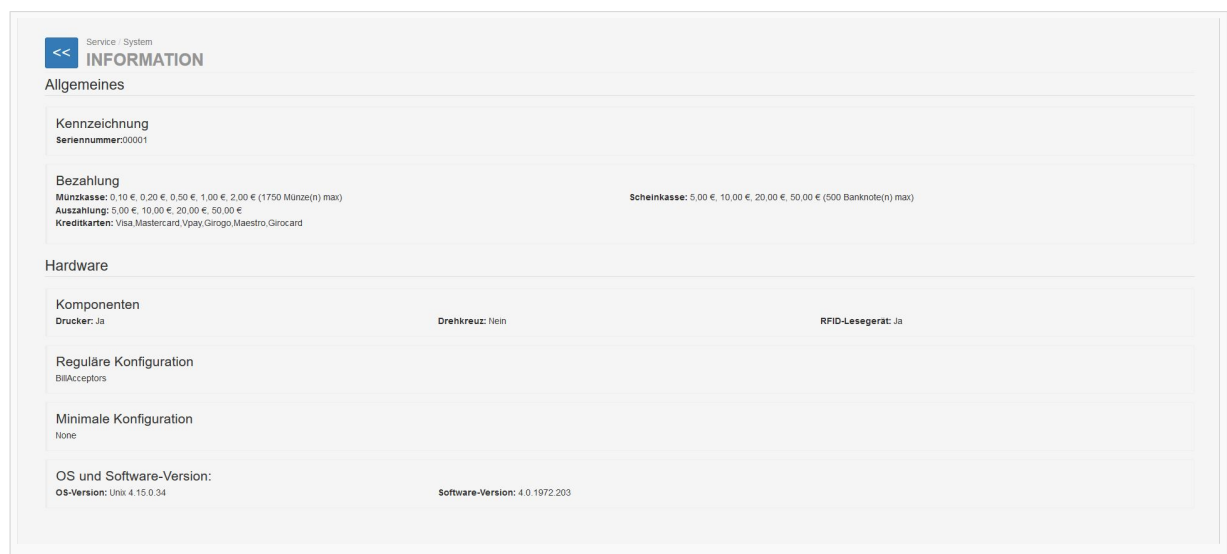 <<
Service / System
INFORMATION
Allgemeines
Kennzeichnung
Seriennummer:00001
Bezahlung
Münzkasse: 0,10 €, 0,20 €, 0,50 €, 1,00 €, 2,00 € (1750 Münze(n) max)
Scheinkasse: 5,00 €, 10,00 €, 20,00 €, 50,00 € (500 Banknote(n) max)
Auszahlung: 5,00 €, 10,00 €, 20,00 €, 50,00 €
Kreditkarten: Visa,Mastercard,Vpay,Girogo,Maestro,Girocard
Hardware
Komponenten
Drucker: Ja
Drehkreuz: Nein
RFID-Lesegerät: Ja
Reguläre Konfiguration
BillAcceptors
Minimale Konfiguration
None
OS und Software-Version:
OS-Version: Unix 4.15.0.34
Software-Version: 4.0.1972.203